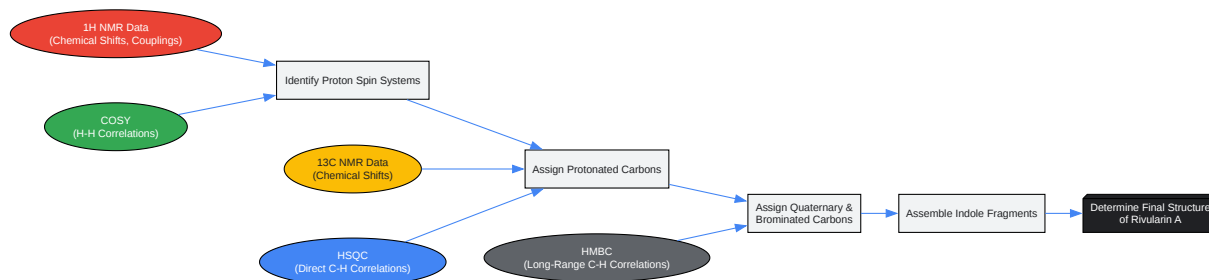 1H NMR Data
(Chemical Shifts, Couplings)
Identify Proton Spin Systems
COSY
(H-H Correlations)
13C NMR Data
(Chemical Shifts)
Assign Protonated Carbons
HSQC
(Direct C-H Correlations)
HMBC
(Long-Range C-H Correlations)
Assign Quaternary &
Brominated Carbons
Assemble Indole Fragments
Determine Final Structure
of Rivularin A